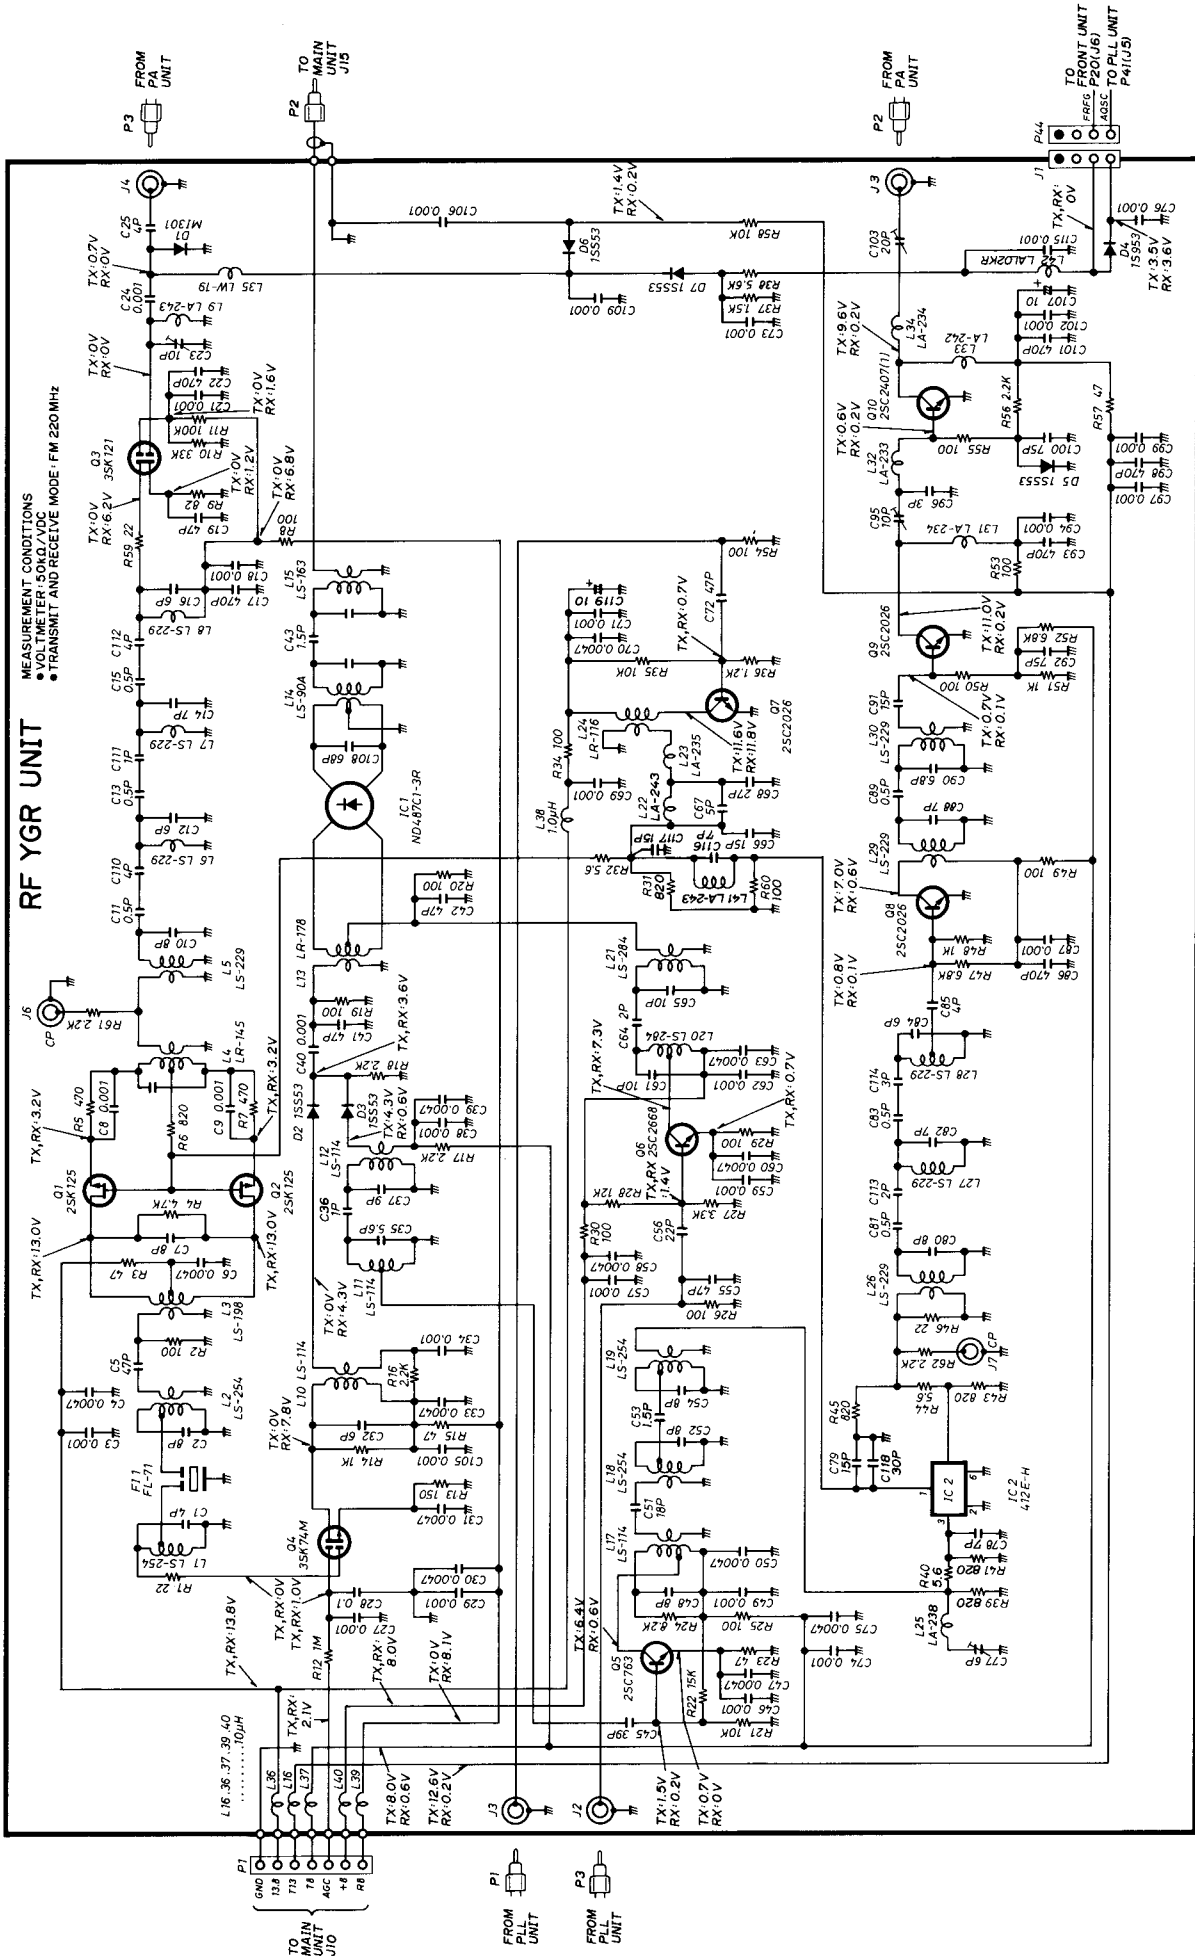 RF YGR UNIT
MEASUREMENT CONDITIONS
● VOLTMETER : 50kΩ/VDC
● TRANSMIT AND RECEIVE MODE : FM 220MHz
TO
MAIN
UNIT
J10
P1
GND
13.8
T13
T8
AGC
+8
R8
L16.36.37.39.40
.........10μH
L36
L16
L37
L40
L39
TX,RX:13.8V
TX,RX:
2.1V
TX,RX:
8.0V
TX:0V
RX:8.1V
TX:8.0V
RX:0.6V
TX:12.6V
RX:0.2V
R1 22
L1 LS-254
C1 4P
FI1
FL-71
C2 8P
L2
LS-254
C3 0.001
C4
0.0047
C5
47P
R2 100
L3
LS-198
R3 47
C6
0.0047
C7
8P
R4 4.7K
TX,RX:13.0V
TX,RX:13.0V
Q1
2SK125
Q2
2SK125
TX,RX:3.2V
TX,RX:3.2V
R5 470
C8 0.001
R6 820
C9 0.001
R7 470
L4
LR-145
J6
CP
R61 2.2K
L5
LS-229
C10 8P
C11
0.5P
C110
4P
L6 LS-229
C12 6P
C13
0.5P
C111
1P
L7 LS-229
C14 7P
C15
0.5P
C112
4P
L8 LS-229
C16 6P
C17 470P
C18 0.001
R59 22
TX:0V
RX:6.2V
Q3
3SK121
C19 47P
R9
82
TX:0V
RX:1.2V
TX:0V
RX:6.8V
R8
100
R10 33K
R11
100K
C21
0.001
C22 470P
TX:0V
RX:1.6V
TX:0V
RX:0V
C23 10P
L9 LA-243
C24
0.001
TX:0.7V
RX:0V
L35 LW-19
D1
MI301
C25
4P
J4
P3
FROM
PA
UNIT
R12 1M
C27
0.001
C28
0.1
TX,RX:0V
TX,RX:1.0V
Q4
3SK74M
C29
0.001
C30
0.0047
R13 150
C31
0.0047
TX:0V
RX:7.8V
R14 1K
C32 6P
R15 47
C105
0.001
C33
0.0047
R16
2.2K
C34 0.001
L10 LS-114
TX:0V
RX:4.3V
L11
LS-114
C35 5.6P
C36
1P
C37 9P
L12
LS-114
D2 1SS53
D3
1SS53
TX:4.3V
RX:0.6V
R17 2.2K
C38
0.001
C39 0.0047
R18 2.2K
TX,RX:3.6V
C40 0.001
C41
47P
R19
100
L13 LR-178
C42 47P
R20
100
IC1
ND487C1-3R
C108 68P
L14
LS-90A
C43
1.5P
L15
LS-163
P2
TO
MAIN
UNIT
J15
C106 0.001
D6
1SS53
C109
0.001
D7 1SS53
TX:1.4V
RX:0.2V
R58 10K
C73 0.001
R37 1.5K
R38 5.6K
P1
FROM
PLL
UNIT
J3
P3
FROM
PLL
UNIT
J2
C45
39P
TX:1.5V
RX:0.2V
TX:0.7V
RX:0V
R21
10K
R22 15K
Q5
2SC763
TX:6.4V
RX:0.6V
C46
0.001
C47
0.0047
R23
47
R24 8.2K
C48 8P
R25
100
C49
0.001
C50
0.0047
L17
LS-114
C51
18P
L18
LS-254
C52
8P
C53
1.5P
C54 8P
L19
LS-254
C74
0.001
C75
0.0047
R26 100
C55
47P
C56
22P
C57
0.001
C58
0.0047
R30
100
R28 12K
R27
3.3K
TX,RX
:1.4V
Q6
2SC2668
C59
0.001
C60
0.0047
R29
100
TX,RX:0.7V
TX,RX:7.3V
C61 10P
C62
0.001
C63
0.0047
L20 LS-284
C64 2P
C65 10P
L21
LS-284
L38
1.0μH
R32 5.6
R31
820
C117 15P
C116
7P
L41 LA-243
R60
100
C66
15P
C67
5P
L22
LA-243
C68 27P
L23
LA-235
C69
0.001
R34 100
L24
LR-116
TX:11.6V
RX:11.8V
Q7
2SC2026
R35 10K
R36 1.2K
TX,RX:0.7V
C70 0.0047
C71 0.001
C119 10
C72 47P
R54 100
C77 6P
L25
LA-238
R39
820
R40
5.6
R41
820
C78 7P
IC2
412E-H
1
2
3
6
C79
15P
C118
30P
R45
820
R44
5.6
R43
820
R62 2.2K
J7
CP
R46
22
L26
LS-229
C80 8P
C81
0.5P
C113
2P
L27
LS-229
C82 7P
C83
0.5P
C114
3P
L28 LS-229
C84 6P
C85
4P
TX:0.8V
RX:0.1V
R47
6.8K
R48
1K
C86
470P
C87
0.001
Q8
2SC2026
TX:7.0V
RX:0.6V
R49
100
L29
LS-229
C88 7P
C89
0.5P
C90 6.8P
L30
LS-229
C91
15P
TX:0.7V
RX:0.1V
R50
100
R51
1K
C92
75P
R52
6.8K
Q9
2SC2026
TX:11.0V
RX:0.2V
R53
100
C93
470P
C94
0.001
L31 LA-234
C95
10P
C96 3P
L32
LA-233
TX:0.6V
RX:0.2V
R55
100
D5 1SS53
C100
75P
R56 2.2K
Q10
2SC2407(1)
TX:9.6V
RX:0.2V
L33
LA-242
L34
LA-234
C97
0.001
C98
470P
C99
0.001
R57 47
C101
470P
C102
0.001
C107 10
C103
20P
J3
P2
FROM
PA
UNIT
L42 LAL02KR
C115
0.001
TX,RX:
0V
D4
1S953
C76 0.001
TX:3.5V
RX:3.6V
J1
P44
FRFG
AQSC
TO
FRONT UNIT
P20(J6)
TO PLL UNIT
P41(J5)